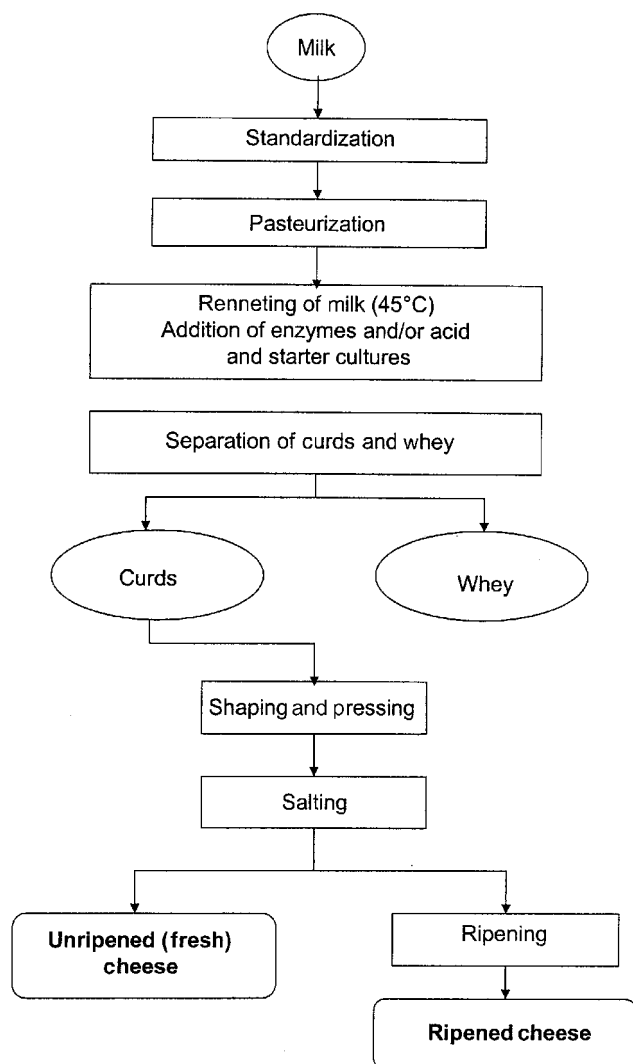 Milk
Standardization
Pasteurization
Renneting of milk (45°C)
Addition of enzymes and/or acid
and starter cultures
Separation of curds and whey
Curds
Whey
Shaping and pressing
Salting
Unripened (fresh)
cheese
Ripening
Ripened cheese